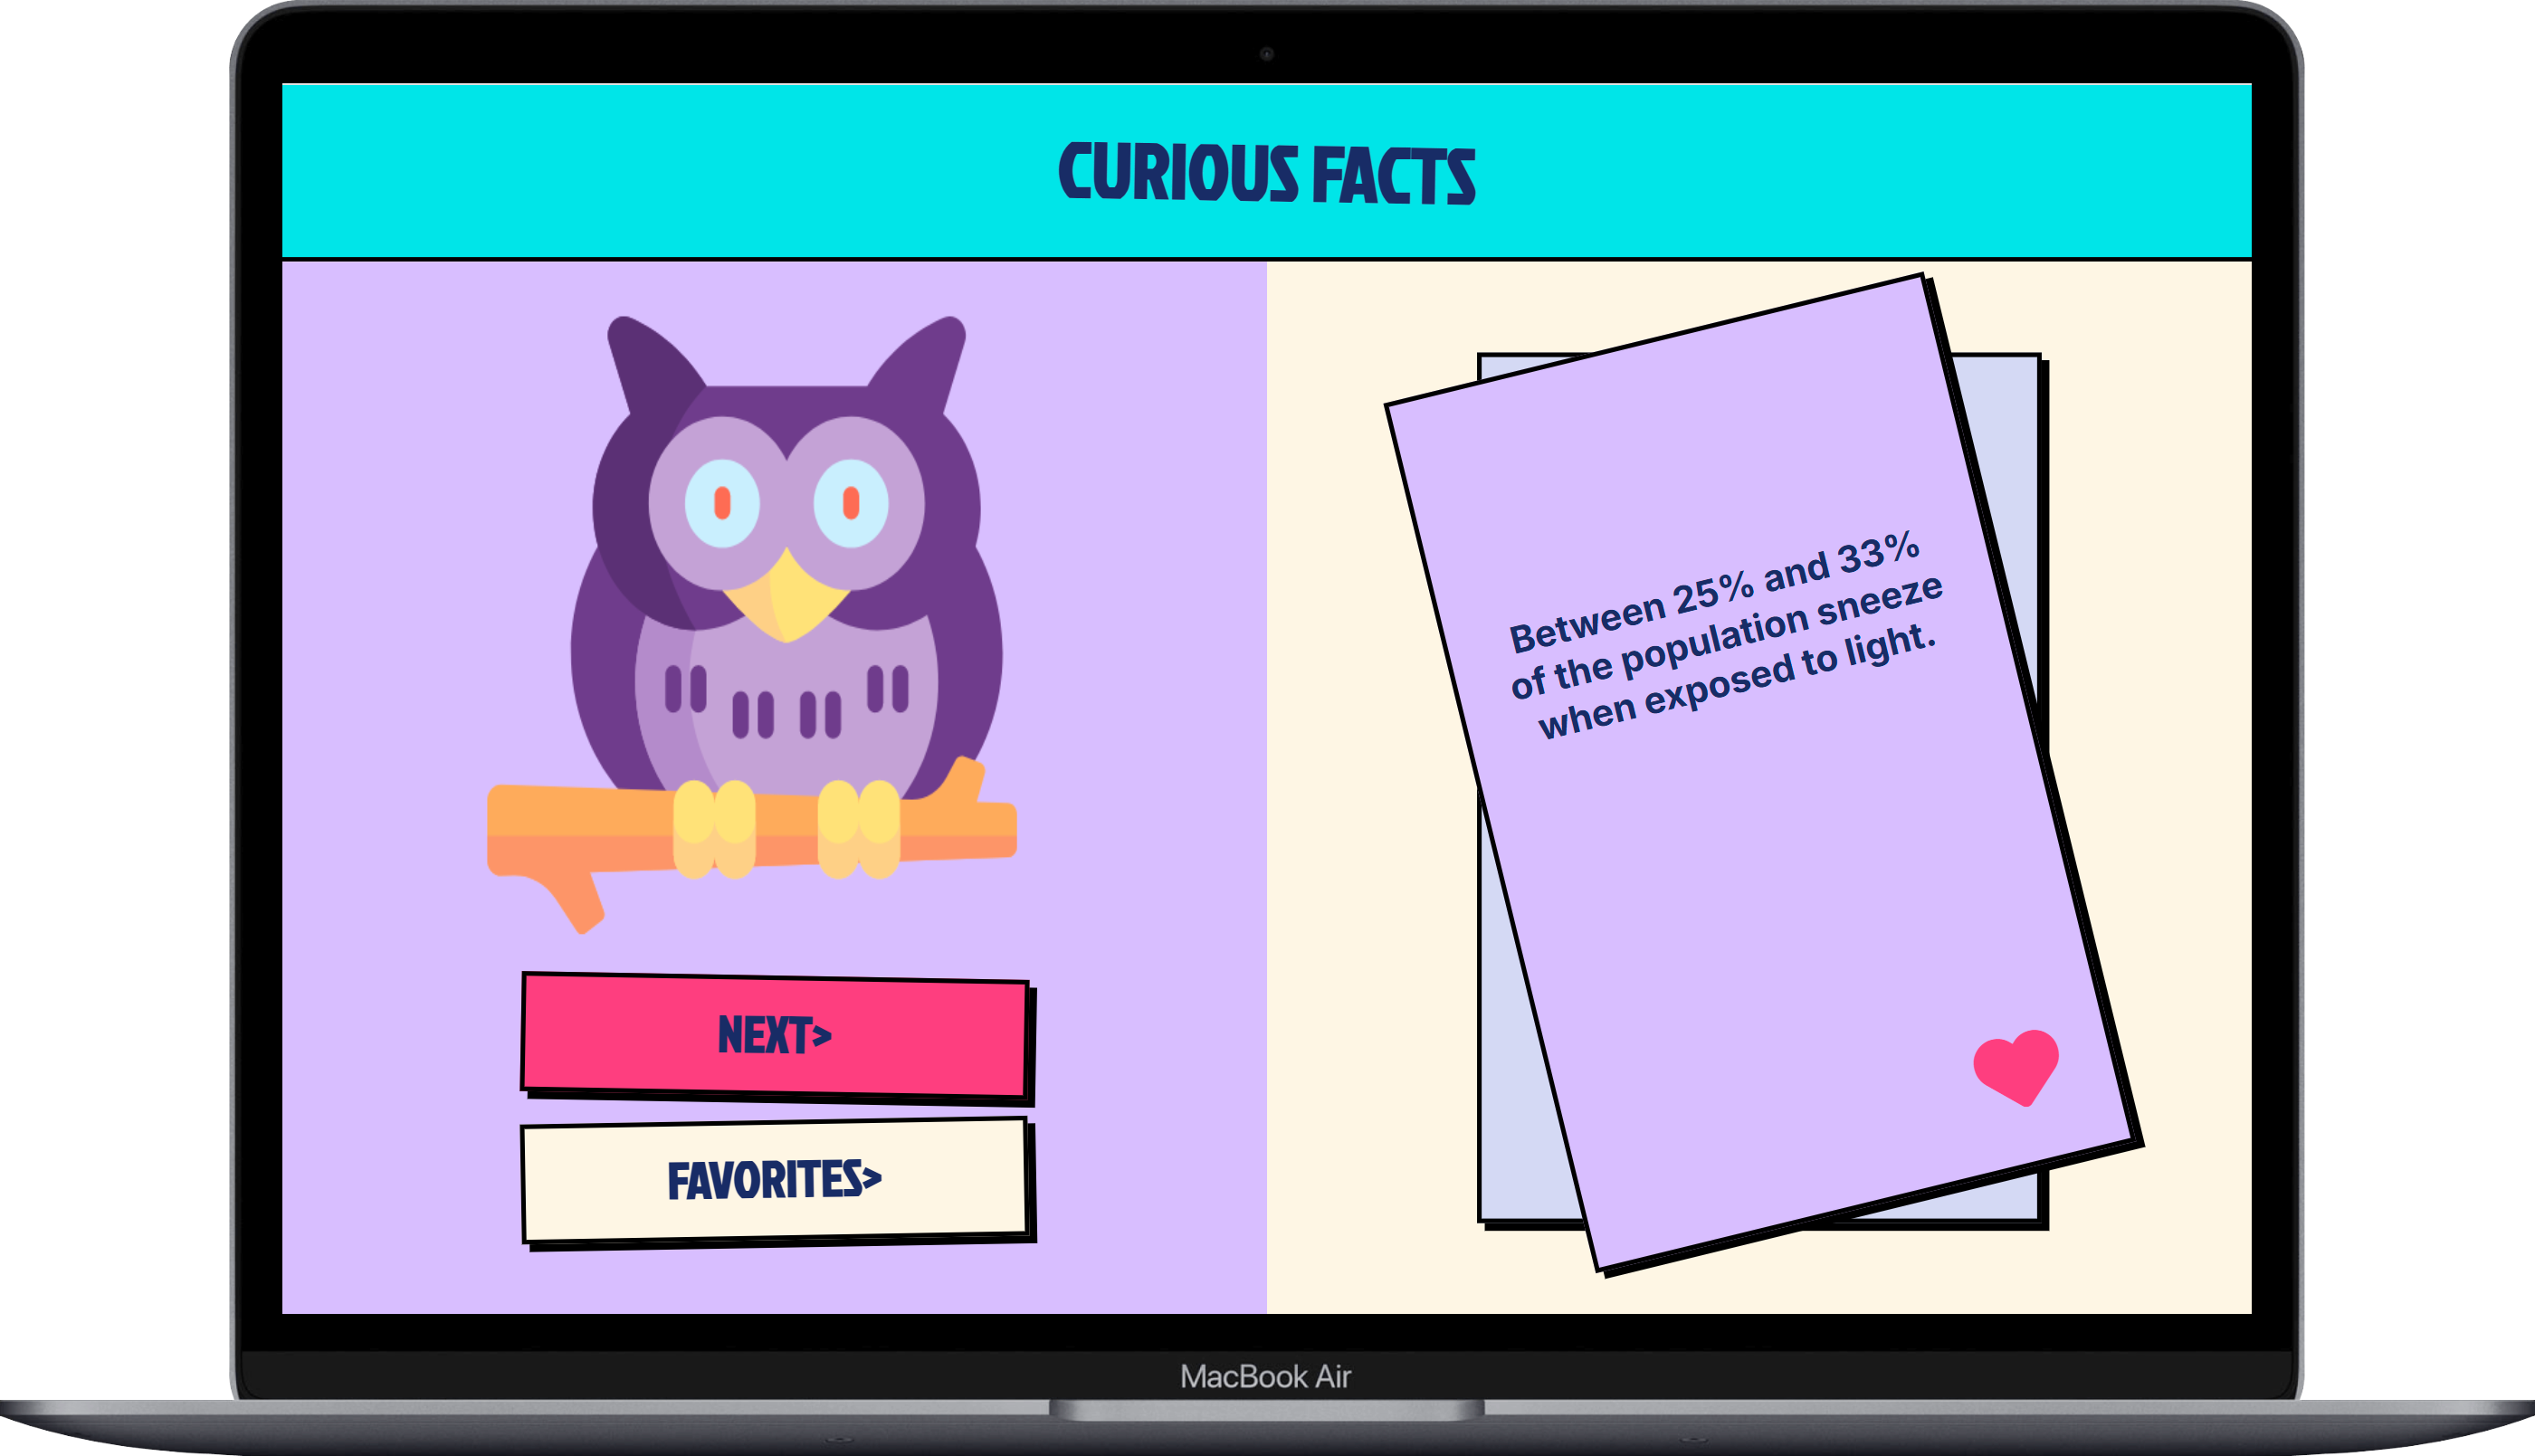 CURIOUS FACTS
NEXT>
FAVORITES>
Between 25% and 33%
of the population sneeze
when exposed to light.
MacBook Air